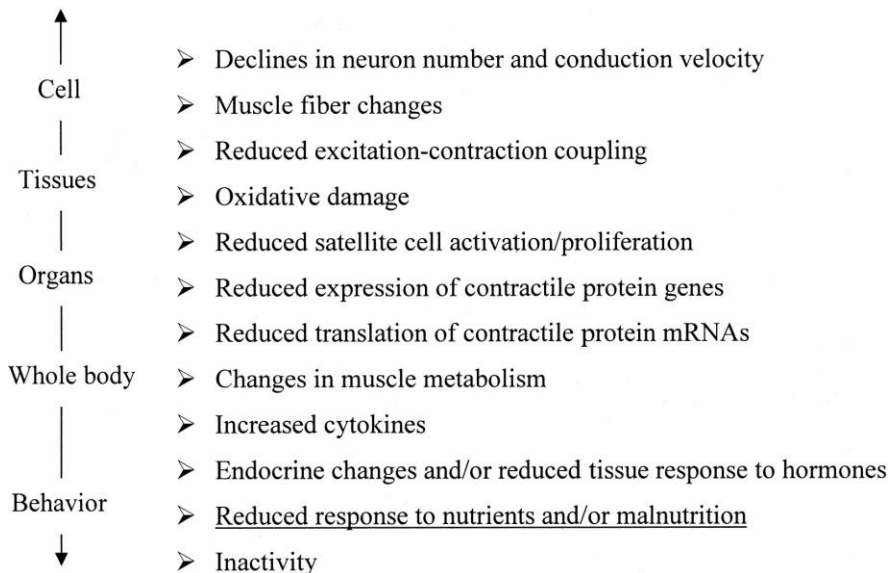 Cell
Tissues
Organs
Whole body
Behavior
➢ Declines in neuron number and conduction velocity
➢ Muscle fiber changes
➢ Reduced excitation-contraction coupling
➢ Oxidative damage
➢ Reduced satellite cell activation/proliferation
➢ Reduced expression of contractile protein genes
➢ Reduced translation of contractile protein mRNAs
➢ Changes in muscle metabolism
➢ Increased cytokines
➢ Endocrine changes and/or reduced tissue response to hormones
➢ Reduced response to nutrients and/or malnutrition
➢ Inactivity